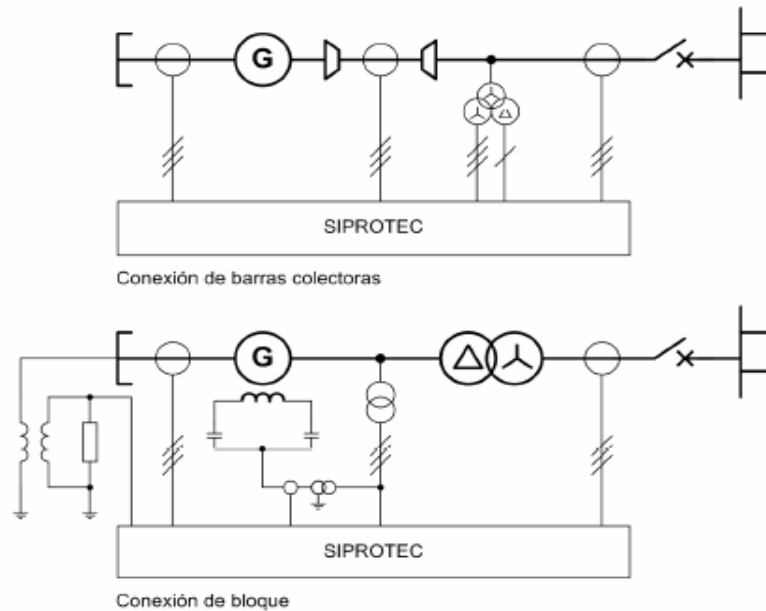 G
SIPROTEC
Conexión de barras colectoras
G
SIPROTEC
Conexión de bloque